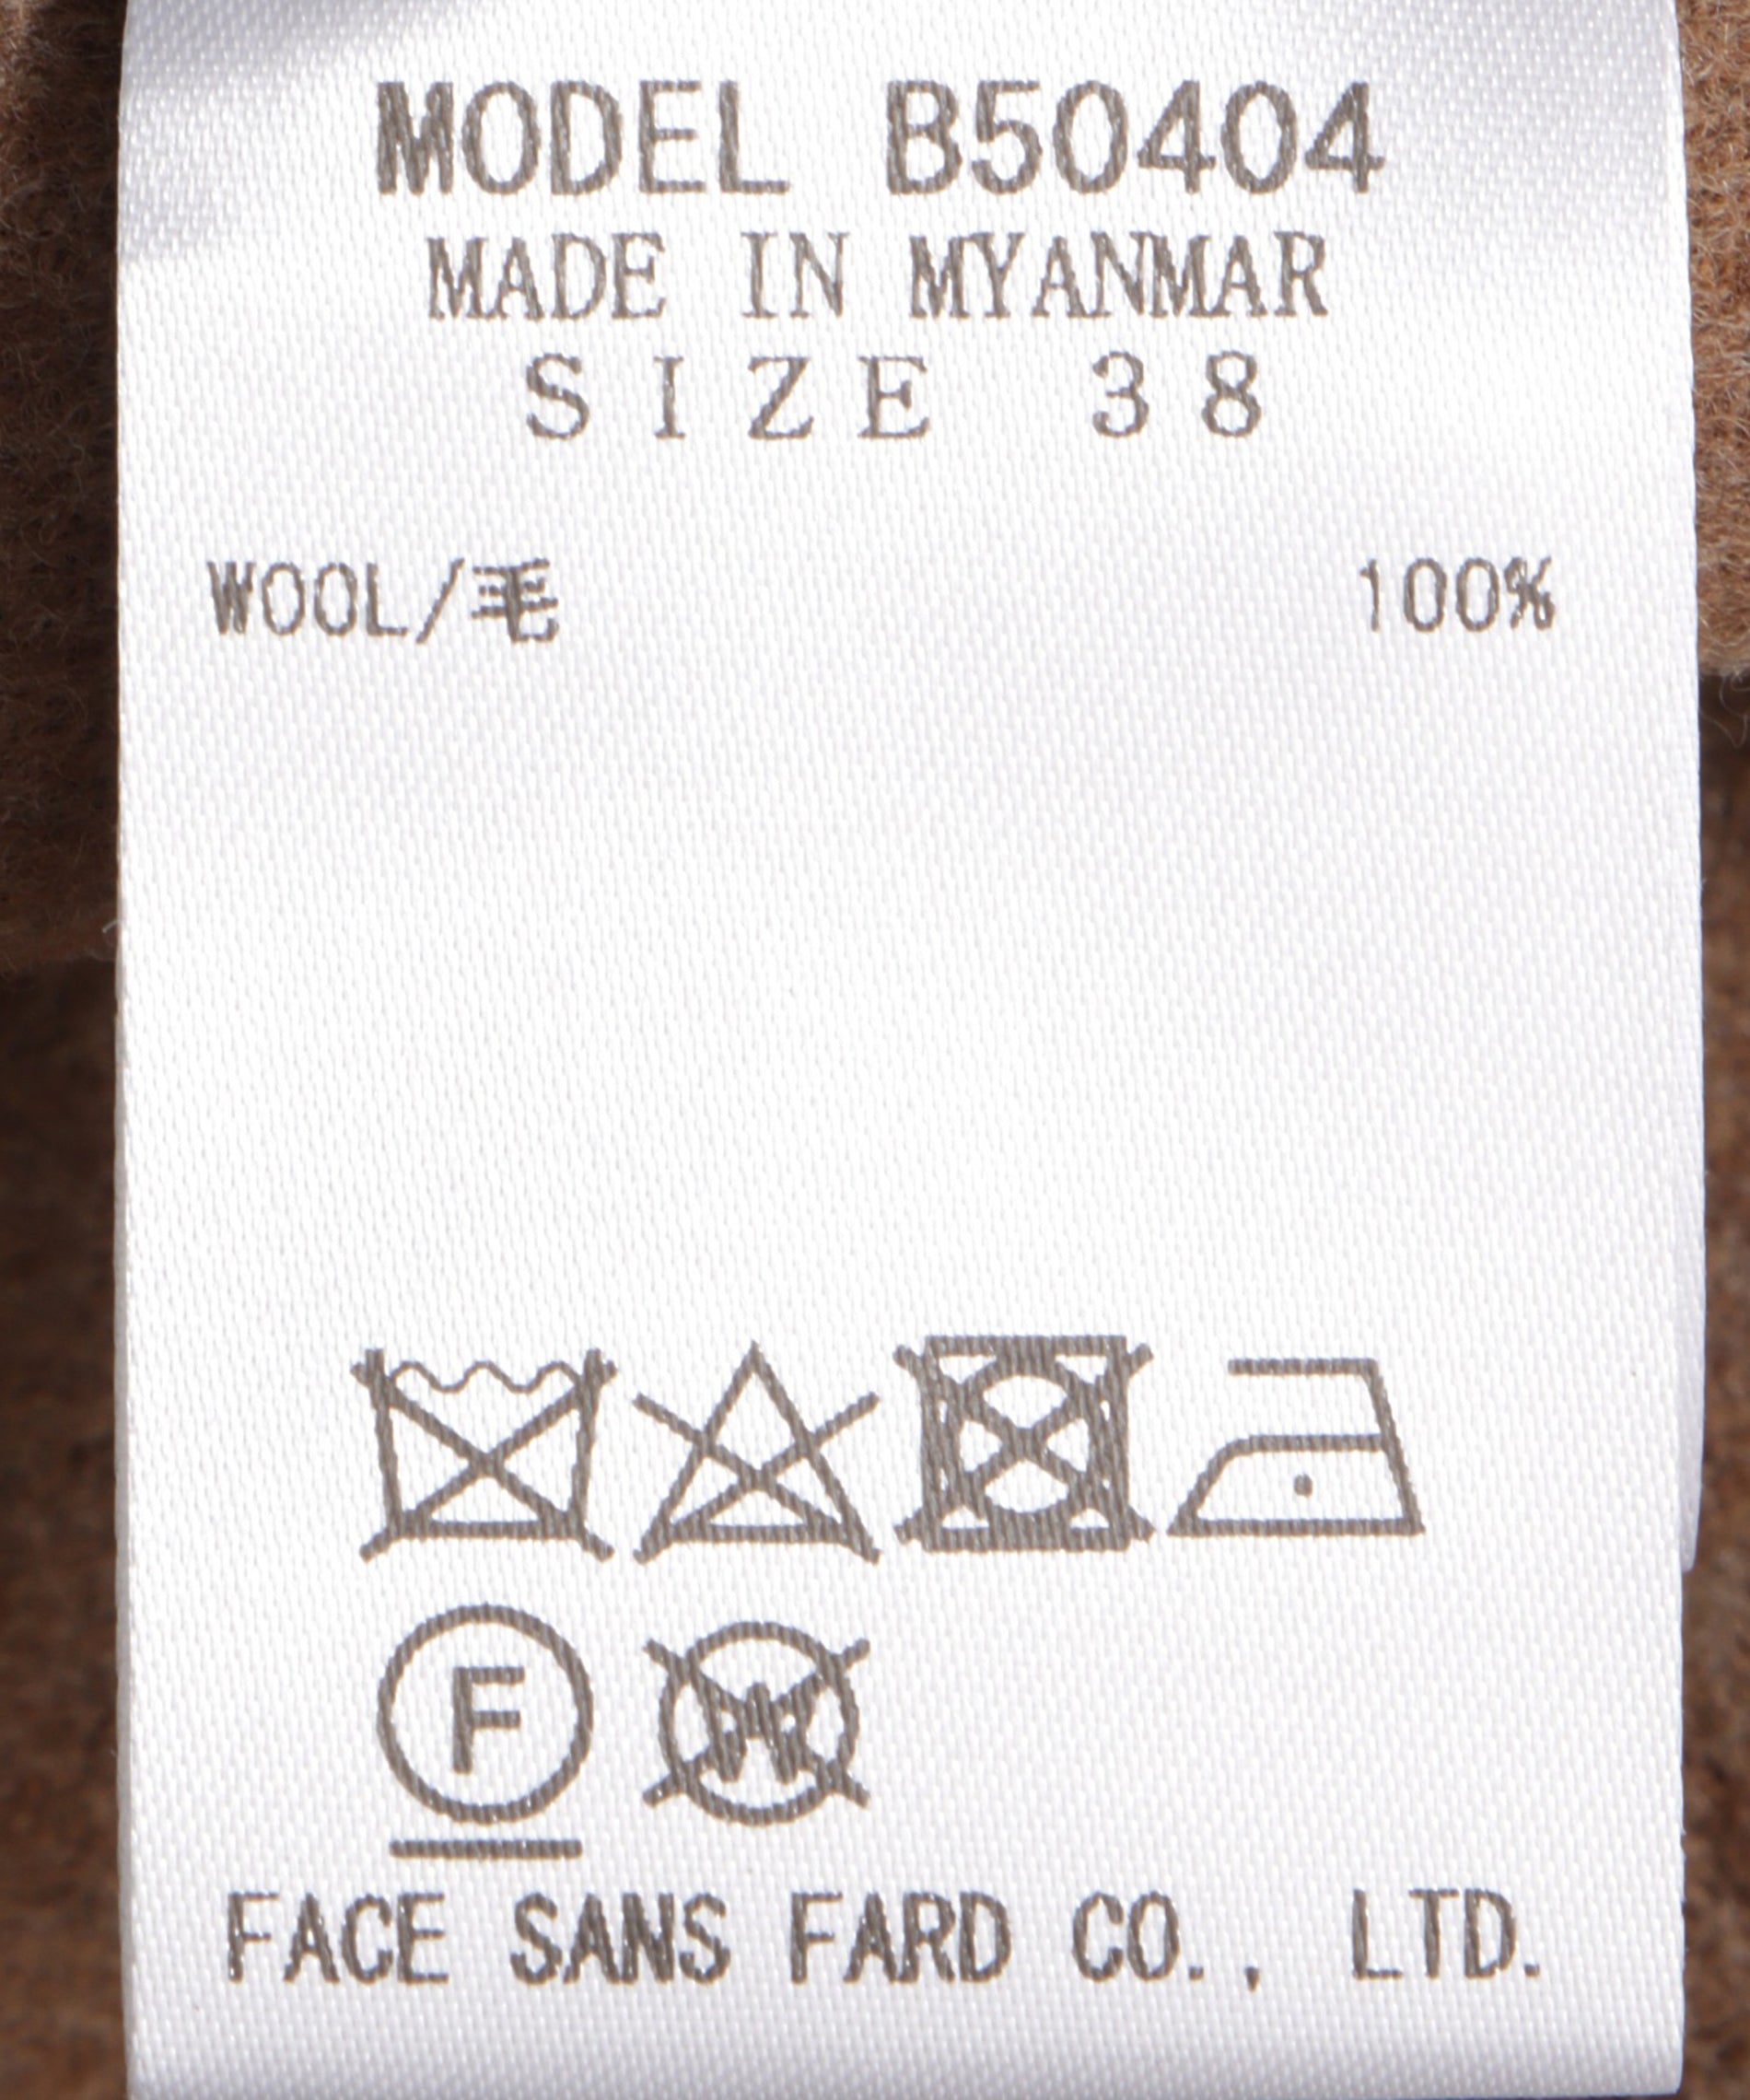 MODEL B50404
MADE IN MYANMAR
SIZE 38
WOOL/毛 100%
F
W
FACE SANS FARD CO., LTD.